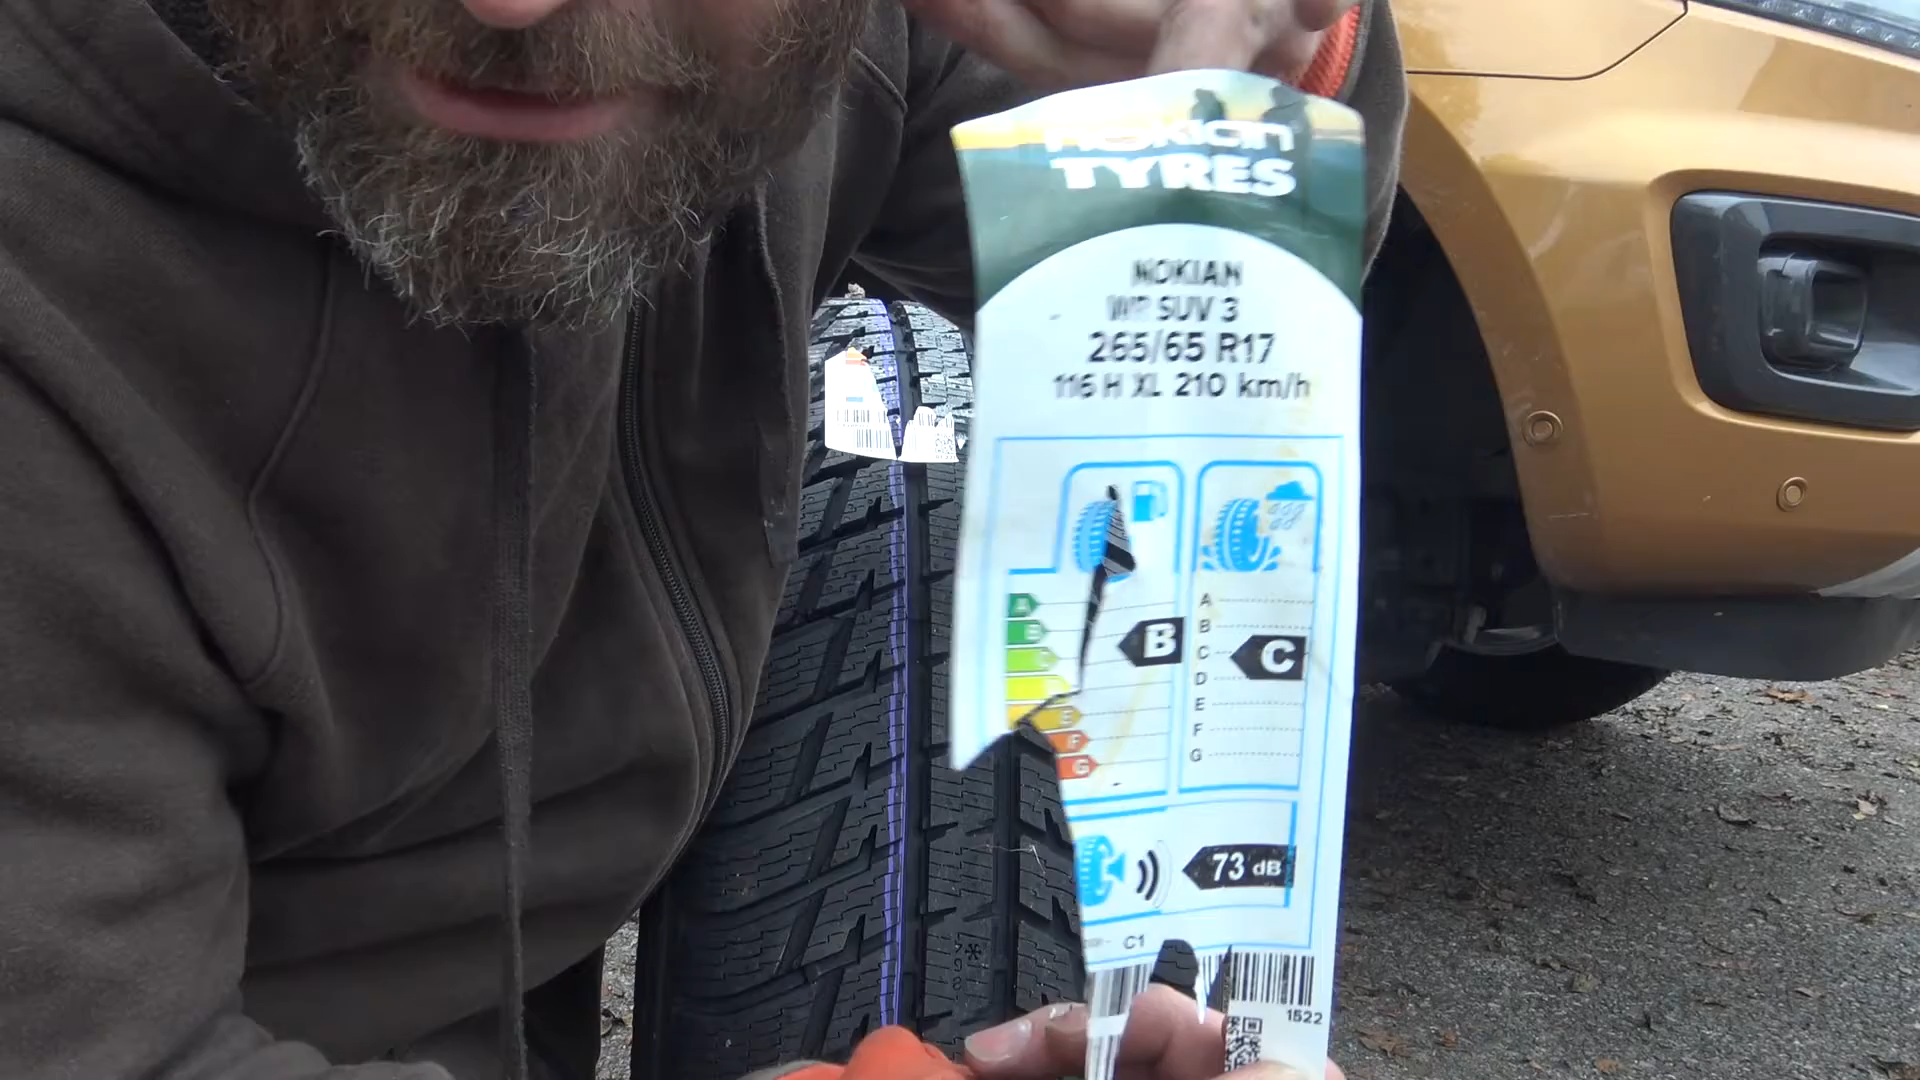 nokian
TYRES
NOKIAN
WR SUV 3
265/65 R17
116 H XL 210 km/h
A
B
C
E
F
G
B
A
B
C
D
E
F
G
C
73 dB
C1
1522